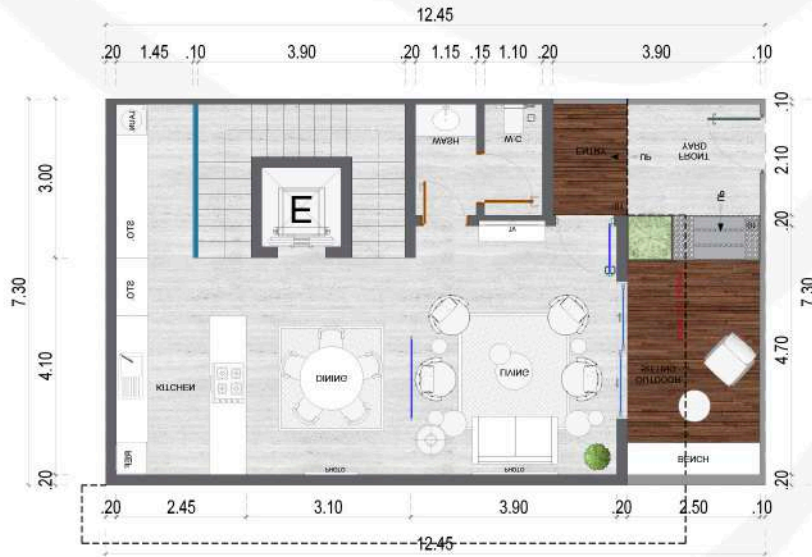 12.45
.20 1.45 .10 3.90 .20 1.15 .15 1.10 .20 3.90 .10
LAUN
WASH
W.C
ENTRY
UP
FRONT
YARD
.10
3.00
2.10
E
UP
STO.
TV
.20
7.30
7.30
STO.
4.10
4.70
KITCHEN
DINING
LIVING
OUTDOOR
SITTING
REF
PHOTO
PHOTO
BENCH
.20
.20
.20 2.45 3.10 3.90 .20 2.50 .10
12.45